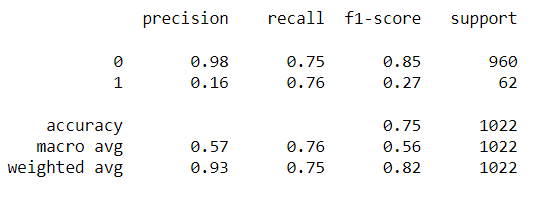 precision recall f1-score support
0 0.98 0.75 0.85 960
1 0.16 0.76 0.27 62
accuracy 0.75 1022
macro avg 0.57 0.76 0.56 1022
weighted avg 0.93 0.75 0.82 1022